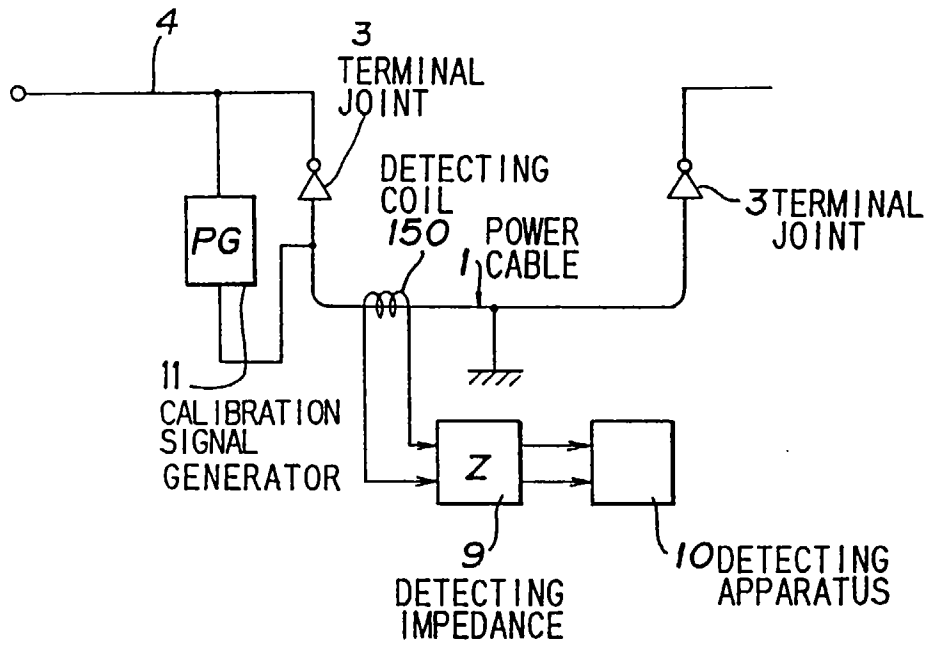 4
3
TERMINAL
JOINT
DETECTING
COIL
150
POWER
1 CABLE
3 TERMINAL
JOINT
PG
11
CALIBRATION
SIGNAL
GENERATOR
Z
9
DETECTING
IMPEDANCE
10 DETECTING
APPARATUS